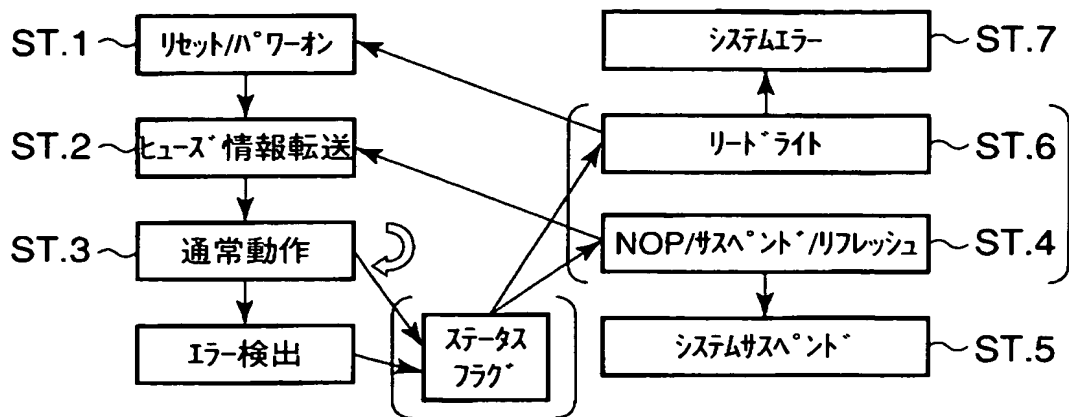 ST.1
ﾘｾｯﾄ/ﾊﾟﾜｰｵﾝ
ST.2
ﾋｭｰｽﾞ情報転送
ST.3
通常動作
ｴﾗｰ検出
ｽﾃｰﾀｽ
ﾌﾗｸﾞ
ｼｽﾃﾑｴﾗｰ
ST.7
ﾘｰﾄﾞﾗｲﾄ
ST.6
NOP/ｻｽﾍﾟﾝﾄﾞ/ﾘﾌﾚｯｼｭ
ST.4
ｼｽﾃﾑｻｽﾍﾟﾝﾄﾞ
ST.5